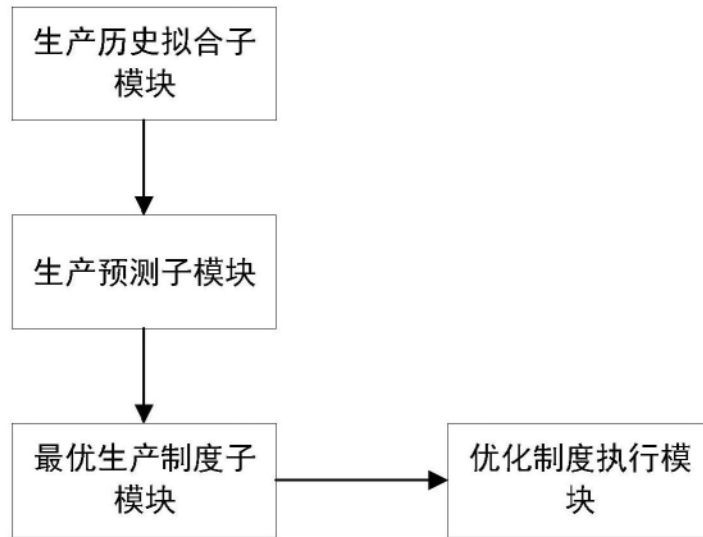 生产历史拟合子
模块
生产预测子模块
最优生产制度子
模块
优化制度执行模
块